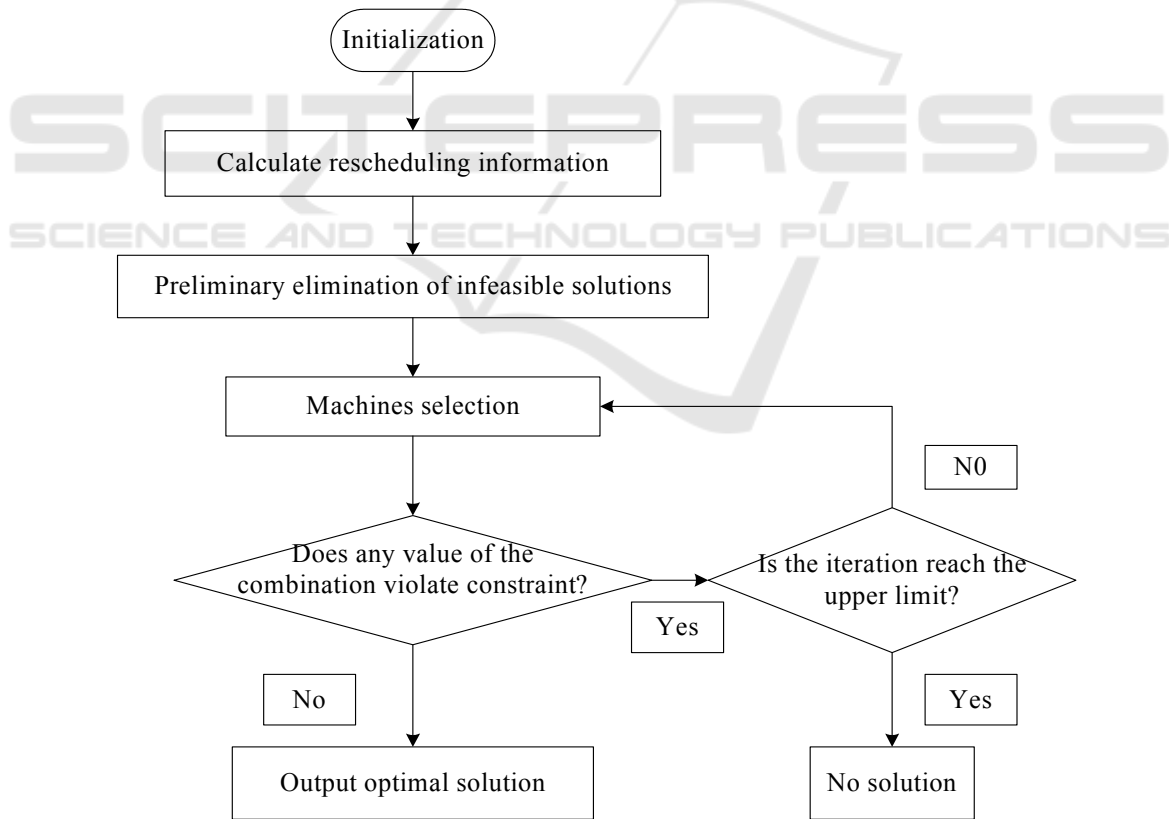 Initialization
SCITEPRESS
Calculate rescheduling information
SCIENCE AND TECHNOLOGY PUBLICATIONS
Preliminary elimination of infeasible solutions
Machines selection
N0
Does any value of the
combination violate constraint?
Is the iteration reach the
upper limit?
Yes
No
Yes
Output optimal solution
No solution